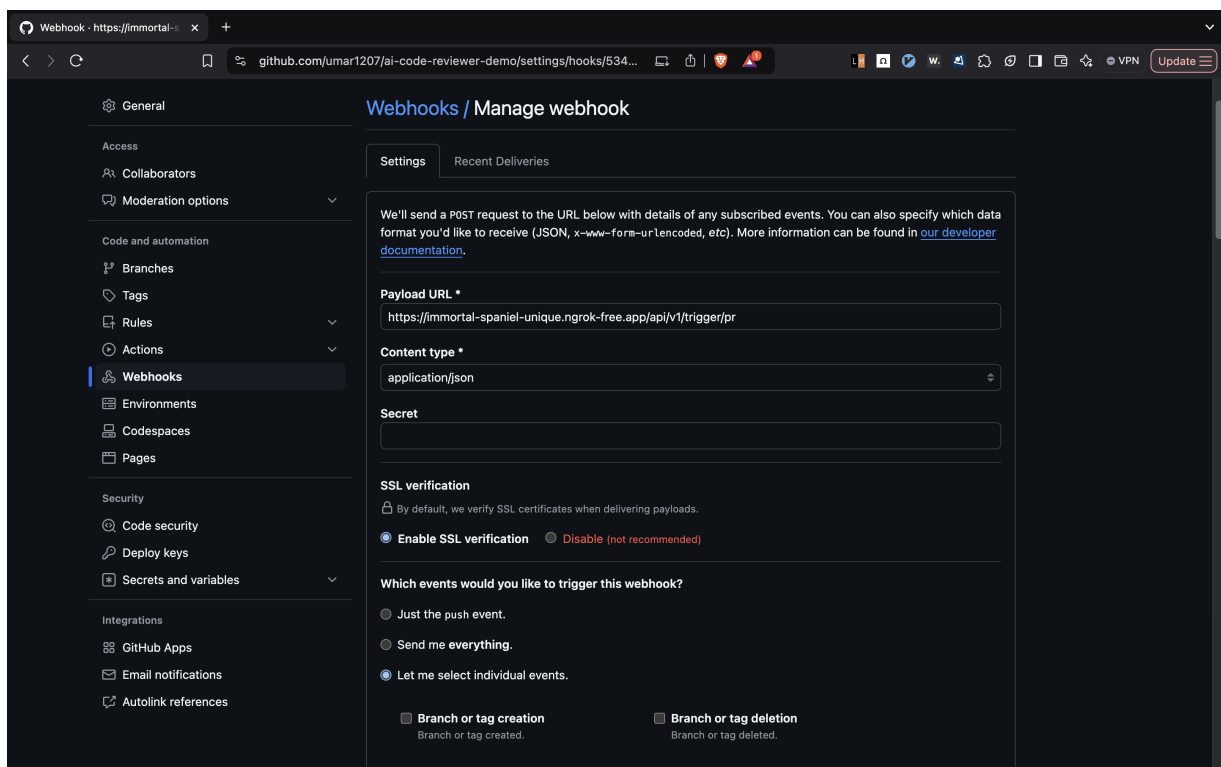 Webhook · https://immortal-s
github.com/umar1207/ai-code-reviewer-demo/settings/hooks/534...
W.
VPN
Update
General
Access
Collaborators
Moderation options
Code and automation
Branches
Tags
Rules
Actions
Webhooks
Environments
Codespaces
Pages
Security
Code security
Deploy keys
Secrets and variables
Integrations
GitHub Apps
Email notifications
Autolink references
Webhooks / Manage webhook
Settings
Recent Deliveries
We'll send a POST request to the URL below with details of any subscribed events. You can also specify which data
format you'd like to receive (JSON, x-www-form-urlencoded, etc). More information can be found in our developer
documentation.
Payload URL *
https://immortal-spaniel-unique.ngrok-free.app/api/v1/trigger/pr
Content type *
application/json
Secret
SSL verification
By default, we verify SSL certificates when delivering payloads.
Enable SSL verification
Disable (not recommended)
Which events would you like to trigger this webhook?
Just the push event.
Send me everything.
Let me select individual events.
Branch or tag creation
Branch or tag created.
Branch or tag deletion
Branch or tag deleted.